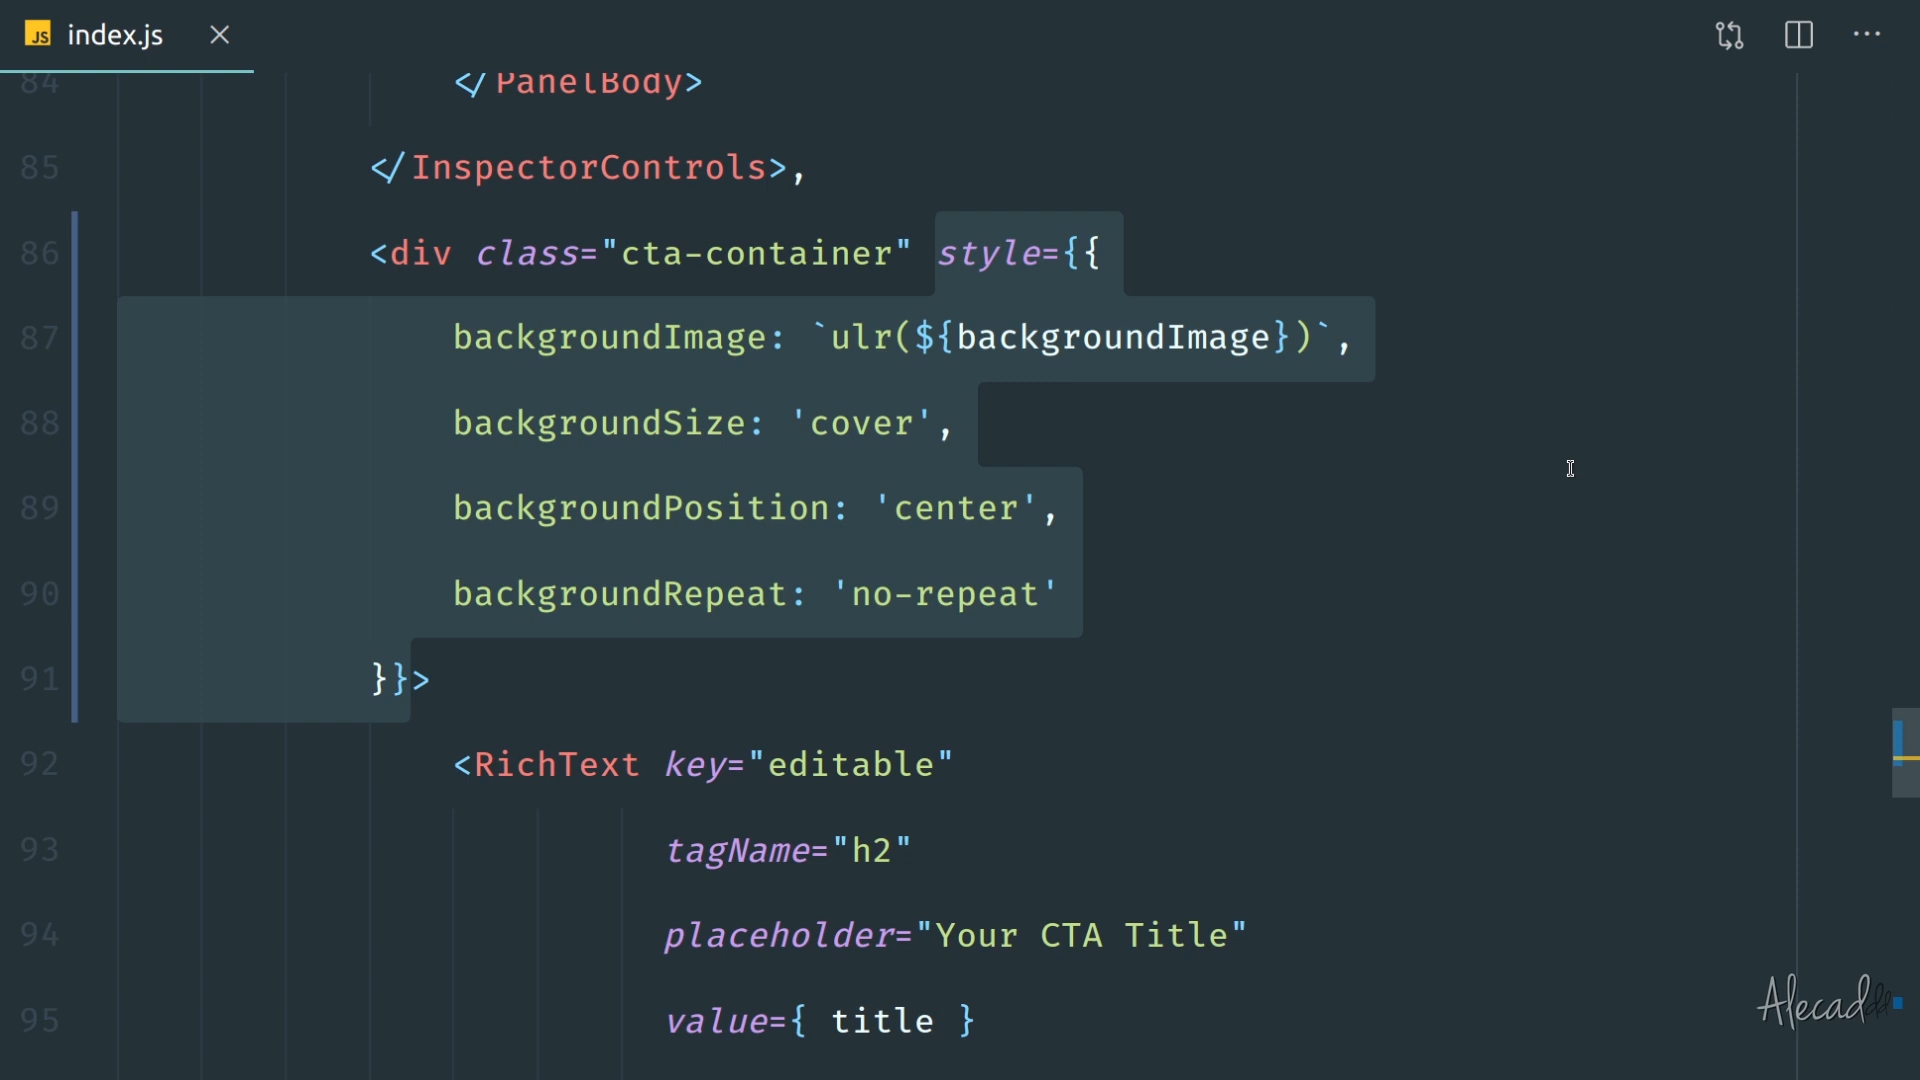 JS index.js
84 </PanelBody>
85 </InspectorControls>,
86 <div class="cta-container" style={{
87 backgroundImage: `ulr(${backgroundImage})`,
88 backgroundSize: 'cover',
89 backgroundPosition: 'center',
90 backgroundRepeat: 'no-repeat'
91 }}>
92 <RichText key="editable"
93 tagName="h2"
94 placeholder="Your CTA Title"
95 value={ title }
Alecaddd